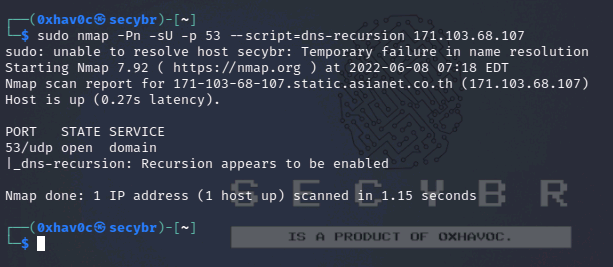 ┌──(0xhav0c㉿secybr)-[~]
└─$ sudo nmap -Pn -sU -p 53 --script=dns-recursion 171.103.68.107
sudo: unable to resolve host secybr: Temporary failure in name resolution
Starting Nmap 7.92 ( https://nmap.org ) at 2022-06-08 07:18 EDT
Nmap scan report for 171-103-68-107.static.asianet.co.th (171.103.68.107)
Host is up (0.27s latency).
PORT   STATE SERVICE
53/udp open  domain
|_dns-recursion: Recursion appears to be enabled
Nmap done: 1 IP address (1 host up) scanned in 1.15 seconds
SECYBR
┌──(0xhav0c㉿secybr)-[~]
└─$
IS A PRODUCT OF 0XHAVOC.